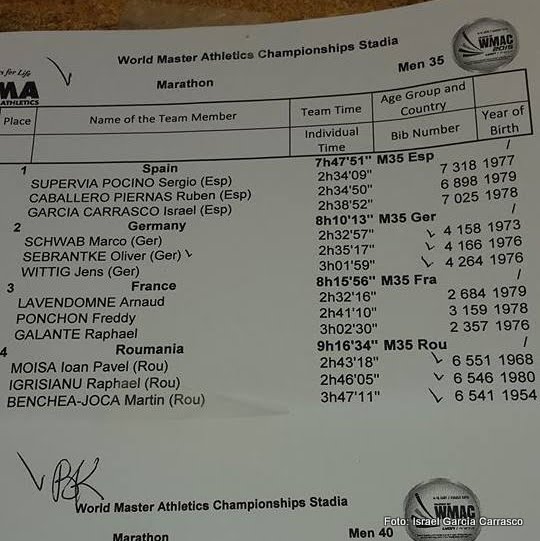 World Master Athletics Championships Stadia
Marathon Men 35
for Life
MA
ATHLETICS
WMAC
2015
Place Name of the Team Member Team Time Age Group and Country
Individual Time Bib Number Year of Birth
1 Spain 7h47'51" M35 Esp /
SUPERVIA POCINO Sergio (Esp) 2h34'09" 7 318 1977
CABALLERO PIERNAS Ruben (Esp) 2h34'50" 6 898 1979
GARCIA CARRASCO Israel (Esp) 2h38'52" 7 025 1978
2 Germany 8h10'13" M35 Ger /
SCHWAB Marco (Ger) 2h32'57" 4 158 1973
SEBRANTKE Oliver (Ger) 2h35'17" 4 166 1976
WITTIG Jens (Ger) 3h01'59" 4 264 1976
3 France 8h15'56" M35 Fra /
LAVENDOMNE Arnaud 2h32'16" 2 684 1979
PONCHON Freddy 2h41'10" 3 159 1978
GALANTE Raphael 3h02'30" 2 357 1976
4 Roumania 9h16'34" M35 Rou /
MOISA Ioan Pavel (Rou) 2h43'18" 6 551 1968
IGRISIANU Raphael (Rou) 2h46'05" 6 546 1980
BENCHEA-JOCA Martin (Rou) 3h47'11" 6 541 1954
World Master Athletics Championships Stadia
WMAC
Marathon Men 40
Foto: Israel Garcia Carrasco